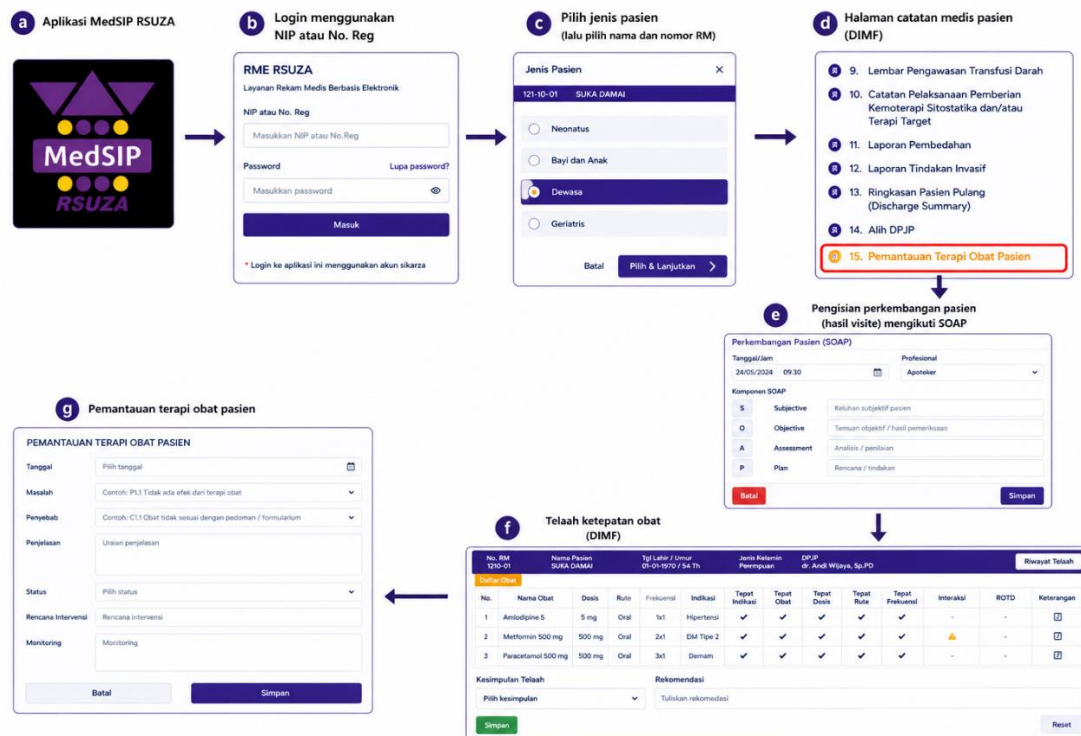 a Aplikasi MedSIP RSUZA
MedSIP
RSUZA
b Login menggunakan
NIP atau No. Reg
RME RSUZA
Layanan Rekam Medis Berbasis Elektronik
NIP atau No. Reg
Masukkan NIP atau No.Reg
Password Lupa password?
Masukkan password
Masuk
* Login ke aplikasi ini menggunakan akun sikarza
c Pilih jenis pasien
(lalu pilih nama dan nomor RM)
Jenis Pasien ×
121-10-01 SUKA DAMAI
Neonatus
Bayi dan Anak
Dewasa
Geriatris
Batal Pilih & Lanjutkan >
d Halaman catatan medis pasien
(DIMF)
9. Lembar Pengawasan Transfusi Darah
10. Catatan Pelaksanaan Pemberian
Kemoterapi Sitostatika dan/atau
Terapi Target
11. Laporan Pembedahan
12. Laporan Tindakan Invasif
13. Ringkasan Pasien Pulang
(Discharge Summary)
14. Alih DPJP
15. Pemantauan Terapi Obat Pasien
e Pengisian perkembangan pasien
(hasil visite) mengikuti SOAP
Perkembangan Pasien (SOAP)
Tanggal/Jam Profesional
24/05/2024 09.30 Apoteker
Komponen SOAP
S Subjective Keluhan subjektif pasien
O Objective Temuan objektif / hasil pemeriksaan
A Assessment Analisis / penilaian
P Plan Rencana / tindakan
Batal Simpan
f Telaah ketepatan obat
(DIMF)
No. RM Nama Pasien Tgl Lahir / Umur Jenis Kelamin DPJP
1210-01 SUKA DAMAI 01-01-1970 / 54 Th Perempuan dr. Andi Wijaya, Sp.PD
Riwayat Telaah
Daftar Obat
No. Nama Obat Dosis Rute Frekuensi Indikasi Tepat Indikasi Tepat Obat Tepat Dosis Tepat Rute Tepat Frekuensi Interaksi ROTD Keterangan
1 Amlodipine 5 5 mg Oral 1x1 Hipertensi ✓ ✓ ✓ ✓ ✓ - -
2 Metformin 500 mg 500 mg Oral 2x1 DM Tipe 2 ✓ ✓ ✓ ✓ ✓ -
3 Paracetamol 500 mg 500 mg Oral 3x1 Demam ✓ ✓ ✓ ✓ ✓ - -
Kesimpulan Telaah Rekomendasi
Pilih kesimpulan Tuliskan rekomedasi
Simpan Reset
g Pemantauan terapi obat pasien
PEMANTAUAN TERAPI OBAT PASIEN
Tanggal Pilih tanggal
Masalah Contoh: P1.1 Tidak ada efek dari terapi obat
Penyebab Contoh: C1.1 Obat tidak sesuai dengan pedoman / formularium
Penjelasan Uraian penjelasan
Status Pilih status
Rencana Intervensi Rencana intervensi
Monitoring Monitoring
Batal Simpan